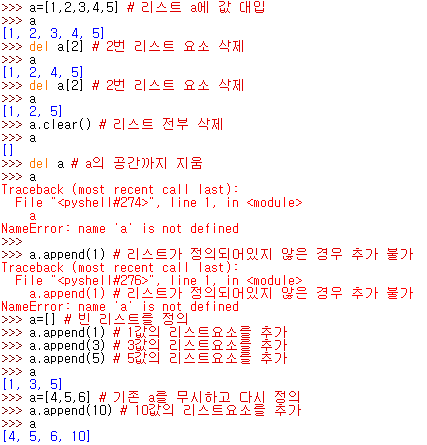 >>> a=[1,2,3,4,5] # 리스트 a에 값 대입
>>> a
[1, 2, 3, 4, 5]
>>> del a[2] # 2번 리스트 요소 삭제
>>> a
[1, 2, 4, 5]
>>> del a[2] # 2번 리스트 요소 삭제
>>> a
[1, 2, 5]
>>> a.clear() # 리스트 전부 삭제
>>> a
[]
>>> del a # a의 공간까지 지움
>>> a
Traceback (most recent call last):
  File "<pyshell#274>", line 1, in <module>
    a
NameError: name 'a' is not defined
>>>
>>> a.append(1) # 리스트가 정의되어있지 않은 경우 추가 불가
Traceback (most recent call last):
  File "<pyshell#276>", line 1, in <module>
    a.append(1) # 리스트가 정의되어있지 않은 경우 추가 불가
NameError: name 'a' is not defined
>>> a=[] # 빈 리스트를 정의
>>> a.append(1) # 1값의 리스트요소를 추가
>>> a.append(3) # 3값의 리스트요소를 추가
>>> a.append(5) # 5값의 리스트요소를 추가
>>> a
[1, 3, 5]
>>> a=[4,5,6] # 기존 a를 무시하고 다시 정의
>>> a.append(10) # 10값의 리스트요소를 추가
>>> a
[4, 5, 6, 10]